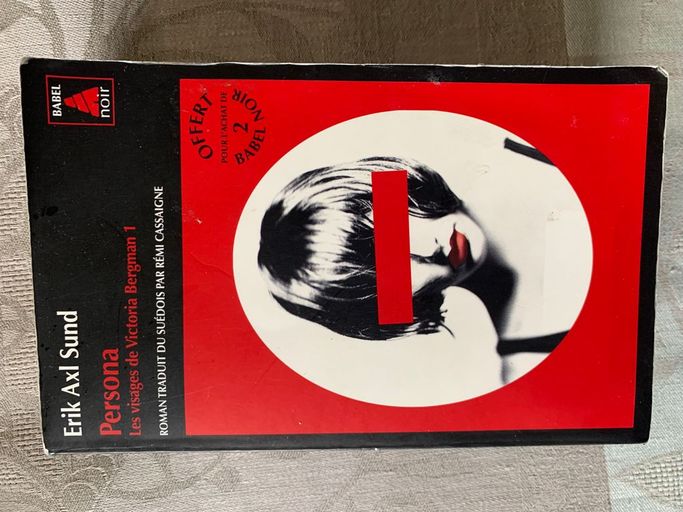 BABEL
noir
Erik Axl Sund
Persona
Les visages de Victoria Bergman 1
ROMAN TRADUIT DU SUÉDOIS PAR RÉMI CASSAIGNE
OFFERT
POUR L'ACHAT DE
2
BABEL NOIR